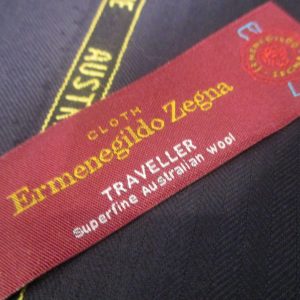 E AUST
CLOTH
Ermenegildo Zegna
TRAVELLER
Superfine Australian wool